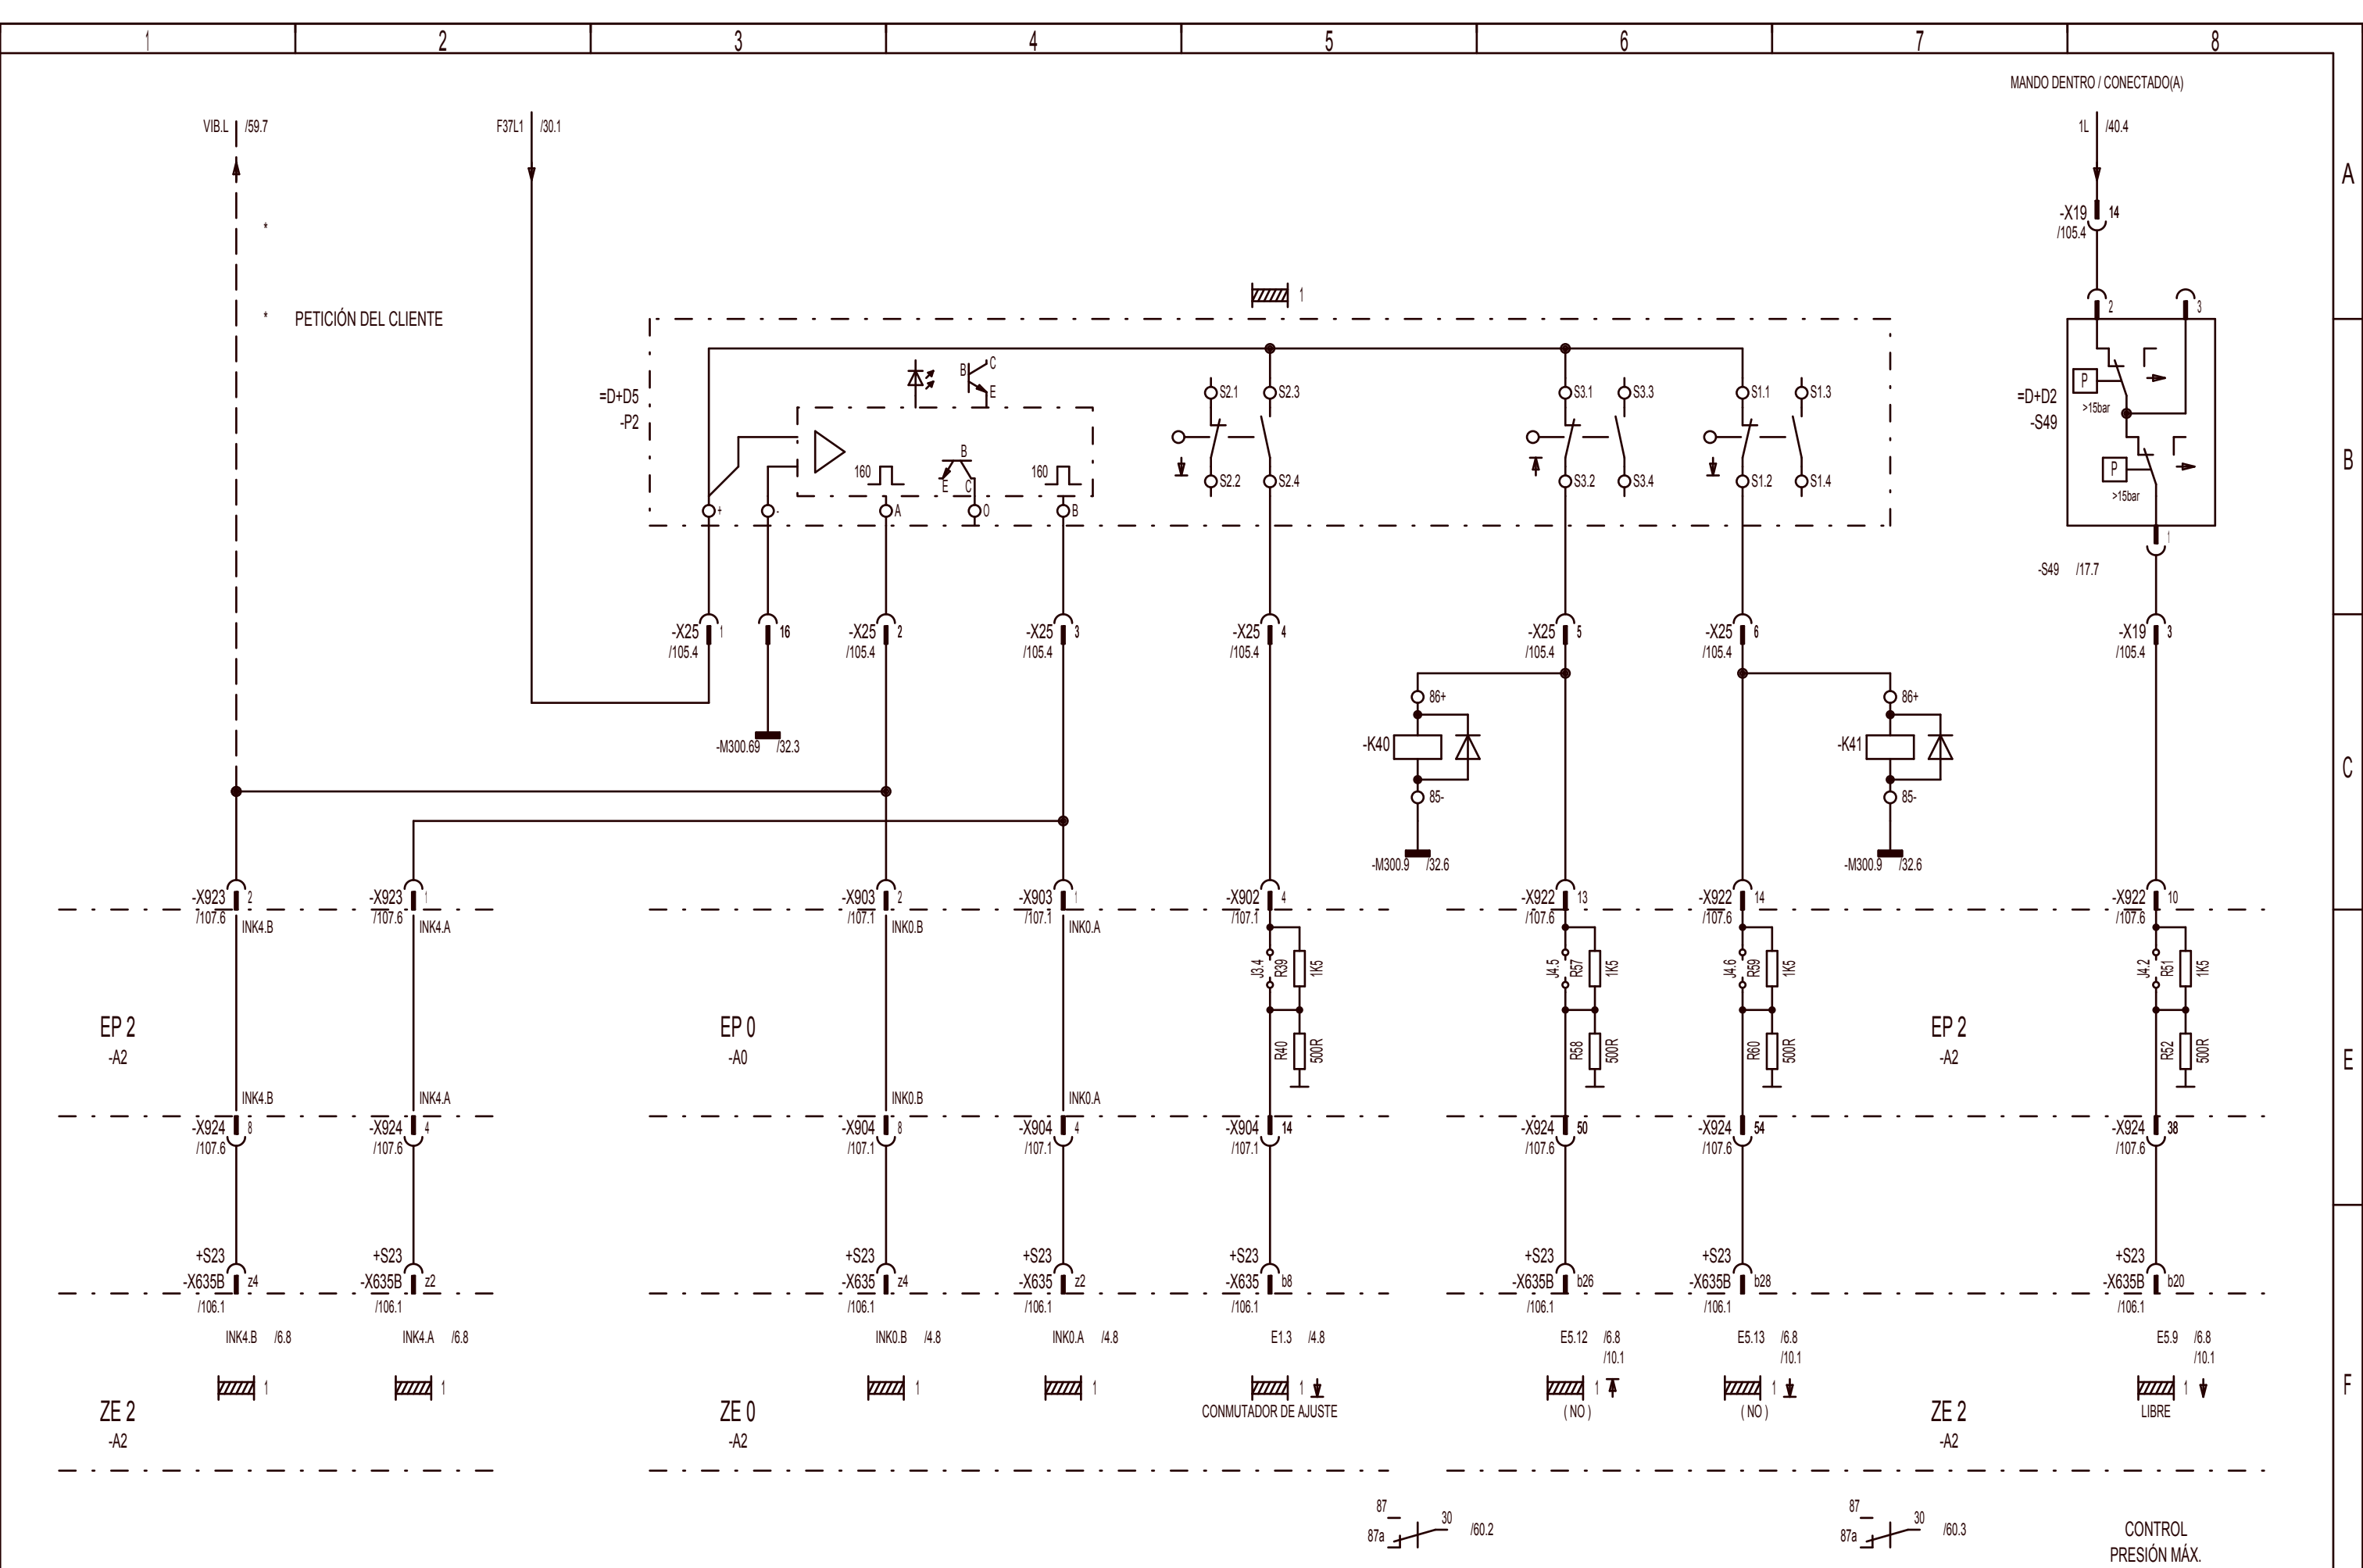 1 2 3 4 5 6 7 8
MANDO DENTRO / CONECTADO(A)
VIB.L /59.7 F37L1 /30.1 1L /40.4
A
*
-X19 14
/105.4
1
2 3
* PETICIÓN DEL CLIENTE
=D+D5
-P2
B C
E
S2.1 S2.3 S3.1 S3.3 S1.1 S1.3
P
>15bar
=D+D2
-S49
160 B 160
E C
S2.2 S2.4 S3.2 S3.4 S1.2 S1.4
P
>15bar
B
+ - A O B
1
-S49 /17.7
-X25 1 16 -X25 2 -X25 3 -X25 4 -X25 5 -X25 6 -X19 3
/105.4 /105.4 /105.4 /105.4 /105.4 /105.4 /105.4
86+ 86+
-M300.69 /32.3 -K40 -K41
C
85- 85-
-M300.9 /32.6 -M300.9 /32.6
-X923 2 -X923 1 -X903 2 -X903 1 -X902 4 -X922 13 -X922 14 -X922 10
/107.6 /107.6 /107.1 /107.1 /107.1 /107.6 /107.6 /107.6
INK4.B INK4.A INK0.B INK0.A
J3.4 R39 1K5 J4.5 R57 1K5 J4.6 R59 1K5 J4.2 R51 1K5
EP 2 EP 0 EP 2
-A2 -A0 -A2
R40 500R R58 500R R60 500R R52 500R
E
INK4.B INK4.A INK0.B INK0.A
-X924 8 -X924 4 -X904 8 -X904 4 -X904 14 -X924 50 -X924 54 -X924 38
/107.6 /107.6 /107.1 /107.1 /107.1 /107.6 /107.6 /107.6
+S23 +S23 +S23 +S23 +S23 +S23 +S23 +S23
-X635B z4 -X635B z2 -X635 z4 -X635 z2 -X635 b8 -X635B b26 -X635B b28 -X635B b20
/106.1 /106.1 /106.1 /106.1 /106.1 /106.1 /106.1 /106.1
INK4.B /6.8 INK4.A /6.8 INK0.B /4.8 INK0.A /4.8 E1.3 /4.8 E5.12 /6.8 E5.13 /6.8 E5.9 /6.8
/10.1 /10.1 /10.1
1 1 1 1 1 1 1 1
F
ZE 2 ZE 0 CONMUTADOR DE AJUSTE ( NO ) ( NO ) ZE 2 LIBRE
-A2 -A2 -A2
87 87
87a 30 /60.2 87a 30 /60.3
CONTROL
PRESIÓN MÁX.